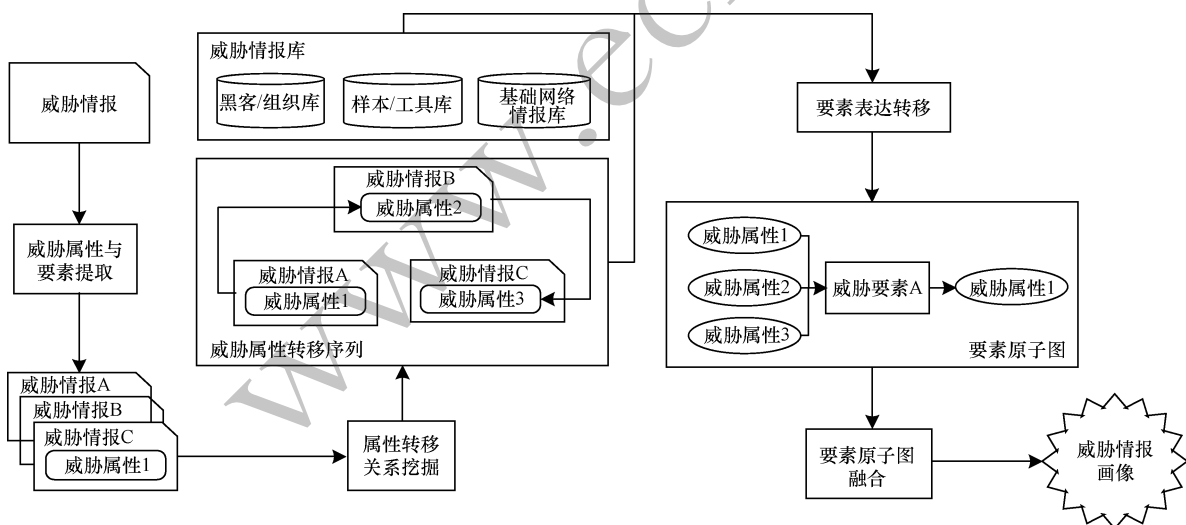 威胁情报
威胁属性与
要素提取
威胁情报A
威胁情报B
威胁情报C
威胁属性1
属性转移
关系挖掘
威胁情报库
黑客/组织库
样本/工具库
基础网络
情报库
威胁情报B
威胁属性2
威胁情报A
威胁属性1
威胁情报C
威胁属性3
威胁属性转移序列
要素表达转移
威胁属性1
威胁属性2
威胁属性3
威胁要素A
威胁属性1
要素原子图
要素原子图
融合
威胁情报
画像
www.ec